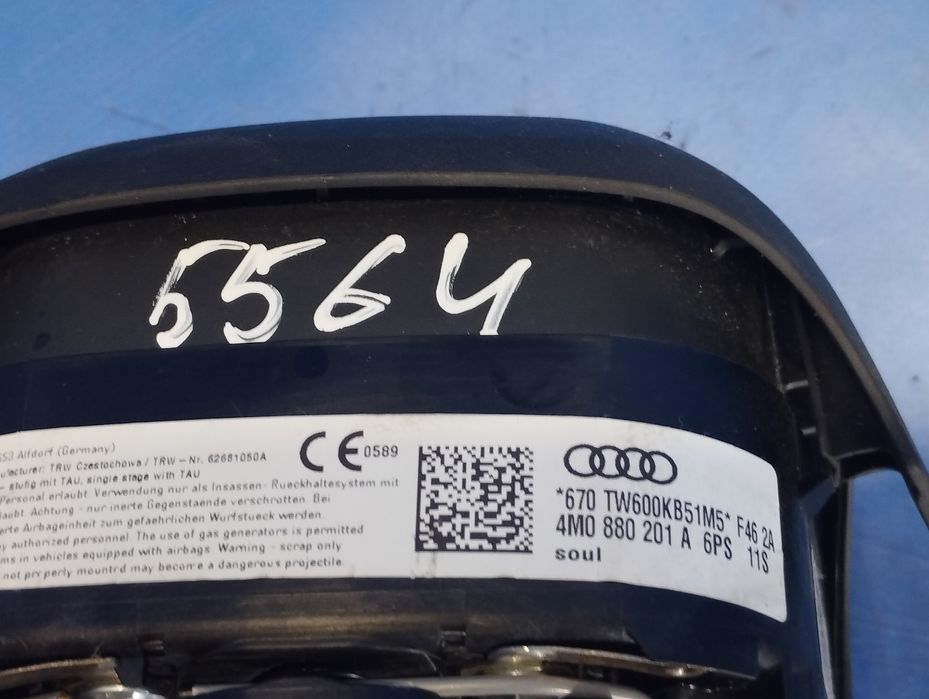 5564
553 Alfdorf (Germany)
ufacturer: TRW Czestochowa / TRW – Nr. 62681050A
– stufig mit TAU, single stage with TAU
Personal erlaubt. Verwendung nur als Insassen- Rueckhaltesystem mit
laubt. Achtung - nur inerte Gegenstaende verschrotten. Bei
erte Airbageinheit zum gefaehrlichen Wurfstueck werden.
y authorized personnel. The use of gas generators is permitted
ms in vehicles equipped with airbags. Warning - scrap only
not properly mounted may become a dangerous projectile.
CE 0589
*670 TW600KB51M5* F46 2A
4M0 880 201 A 6PS 11S
soul